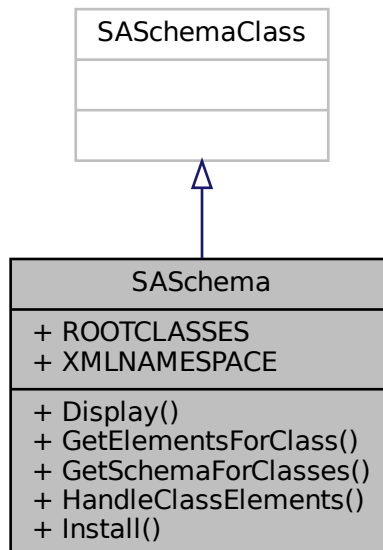 SASchemaClass
SASchema
+ ROOTCLASSES
+ XMLNAMESPACE
+ Display()
+ GetElementsForClass()
+ GetSchemaForClasses()
+ HandleClassElements()
+ Install()